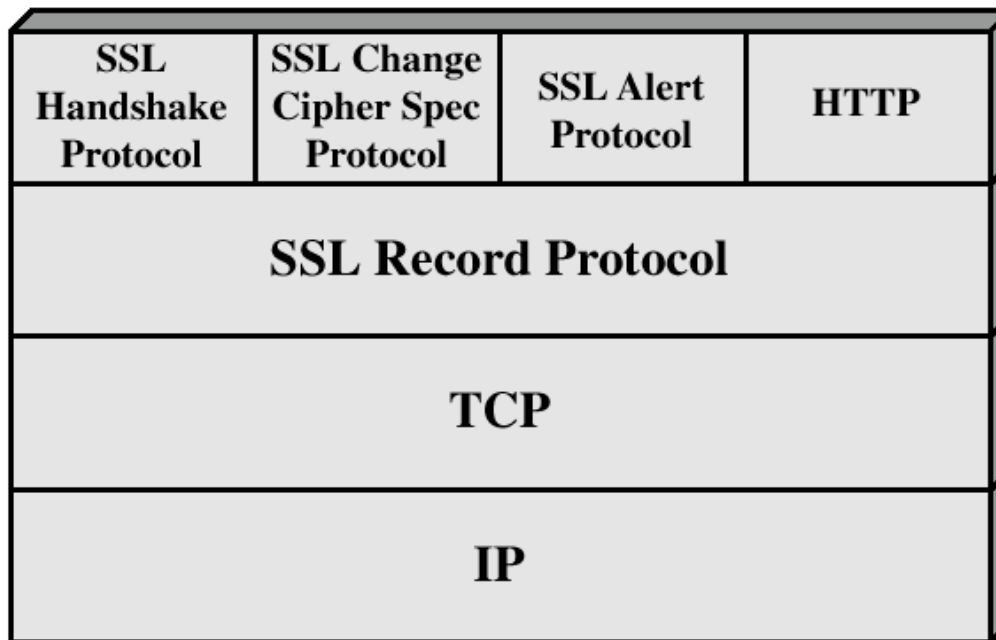 SSL
Handshake
Protocol
SSL Change
Cipher Spec
Protocol
SSL Alert
Protocol
HTTP
SSL Record Protocol
TCP
IP